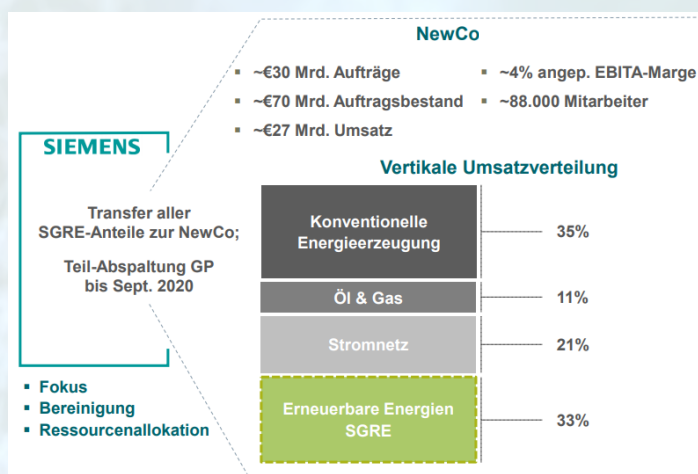 NewCo
▪ ~€30 Mrd. Aufträge
▪ ~€70 Mrd. Auftragsbestand
▪ ~€27 Mrd. Umsatz
▪ ~4% angep. EBITA-Marge
▪ ~88.000 Mitarbeiter
SIEMENS
Transfer aller
SGRE-Anteile zur NewCo;
Teil-Abspaltung GP
bis Sept. 2020
▪ Fokus
▪ Bereinigung
▪ Ressourcenallokation
Vertikale Umsatzverteilung
Konventionelle
Energieerzeugung
35%
Öl & Gas
11%
Stromnetz
21%
Erneuerbare Energien
SGRE
33%